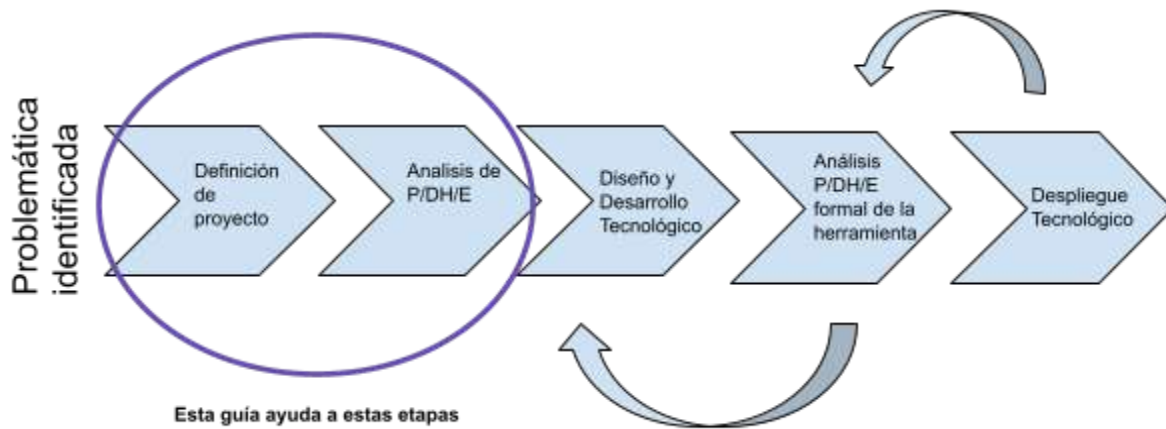 Problemática
identificada
Definición
de
proyecto
Analisis de
P/DH/E
Diseño y
Desarrollo
Tecnológico
Análisis
P/DH/E
formal de la
herramienta
Despliegue
Tecnológico
Esta guía ayuda a estas etapas